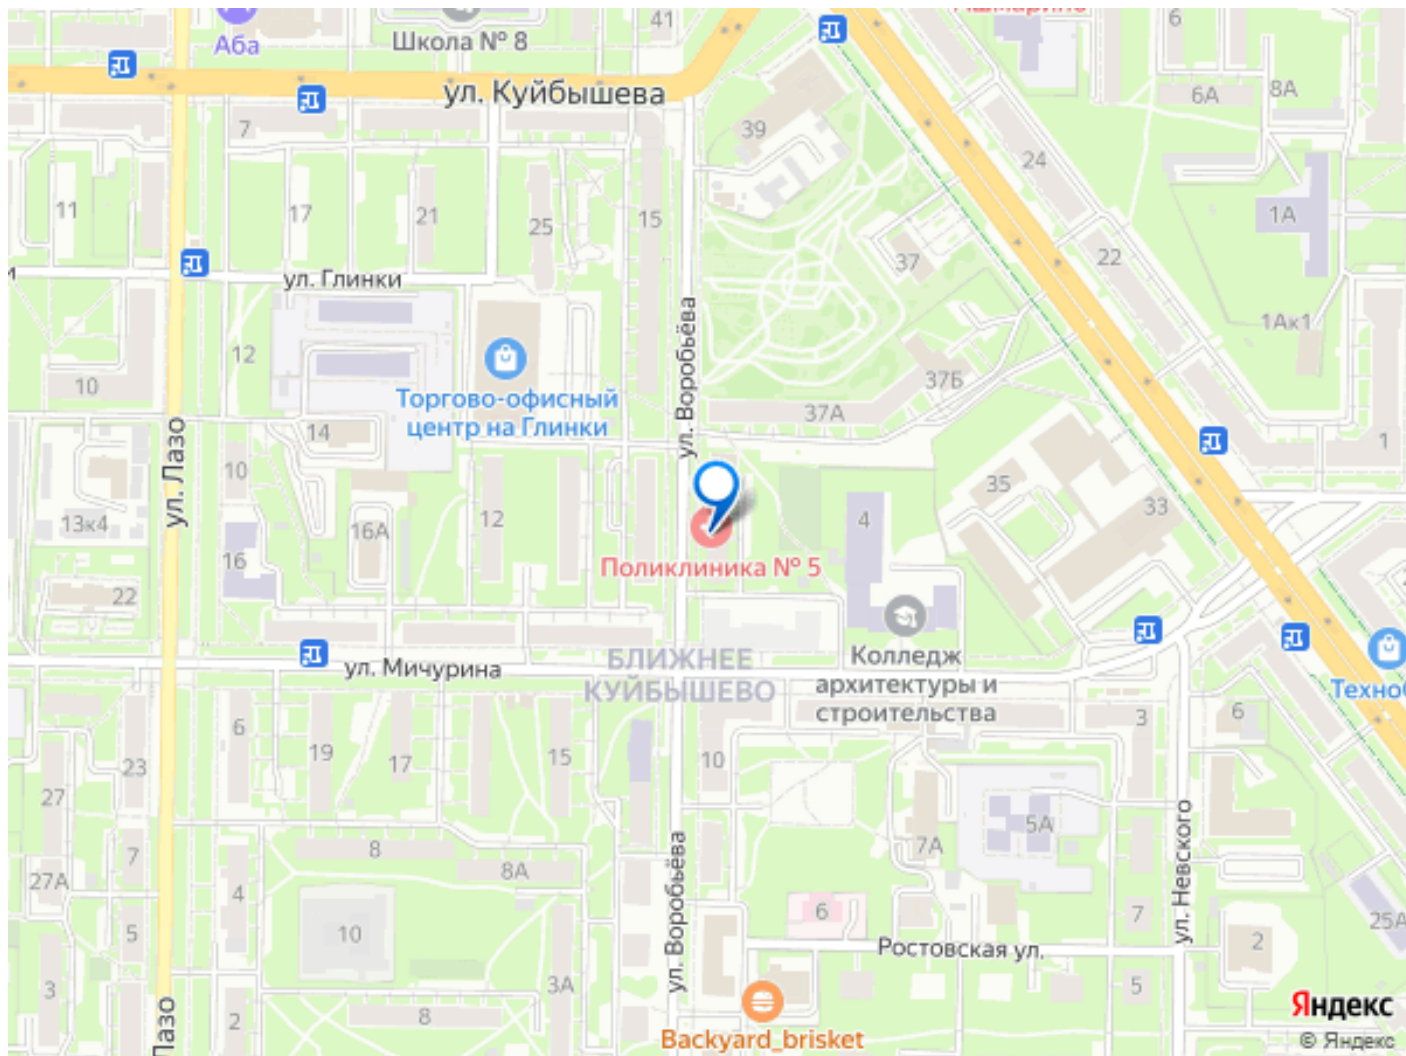 Аба
Школа № 8
41
6
6А
8А
ул. Куйбышева
7
39
24
11
17
21
25
15
1А
37
22
ул. Глинки
1Ак1
12
10
37Б
37А
Торгово-офисный
центр на Глинки
ул. Воробьёва
14
1
ул. Лазо
10
35
33
13к4
16А
12
4
16
Поликлиника № 5
22
Колледж
архитектуры и
строительства
БЛИЖНЕЕ
КУЙБЫШЕВО
ул. Мичурина
Техно
6
3
6
19
17
15
10
23
27
5А
7А
8
8А
7
27А
4
ул. Воробьёва
ул. Невского
6
7
25А
5
10
2
Ростовская ул.
3
3А
5
8
2
Лазо
Backyard_brisket
Яндекс
© Яндекс